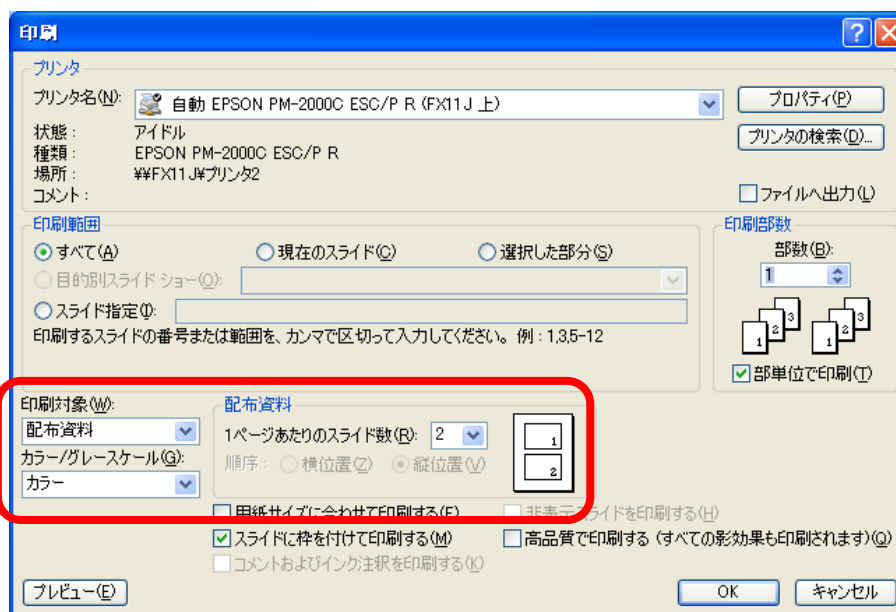 印刷
プリンタ
プリンタ名(N): 自動 EPSON PM-2000C ESC/P R (FX11J 上) プロパティ(P)
状態: アイドル プリンタの検索(D)...
種類: EPSON PM-2000C ESC/P R
場所: ¥¥FX11J¥プリンタ2
コメント: ファイルへ出力(L)
印刷範囲 印刷部数
すべて(A) 現在のスライド(C) 選択した部分(S) 部数(B):
目的別スライド ショー(O): 1
スライド指定(I):
印刷するスライドの番号または範囲を、カンマで区切って入力してください。例:1,3,5-12
1 2 3 1 2 3
部単位で印刷(T)
印刷対象(W): 配布資料
配布資料 1ページあたりのスライド数(R): 2 1
カラー/グレースケール(G): 順序: 横位置(Z) 縦位置(V) 2
カラー
用紙サイズに合わせて印刷する(F) 非表示スライドを印刷する(H)
スライドに枠を付けて印刷する(M) 高品質で印刷する (すべての影効果も印刷されます)(Q)
コメントおよびインク注釈を印刷する(K)
プレビュー(E) OK キャンセル